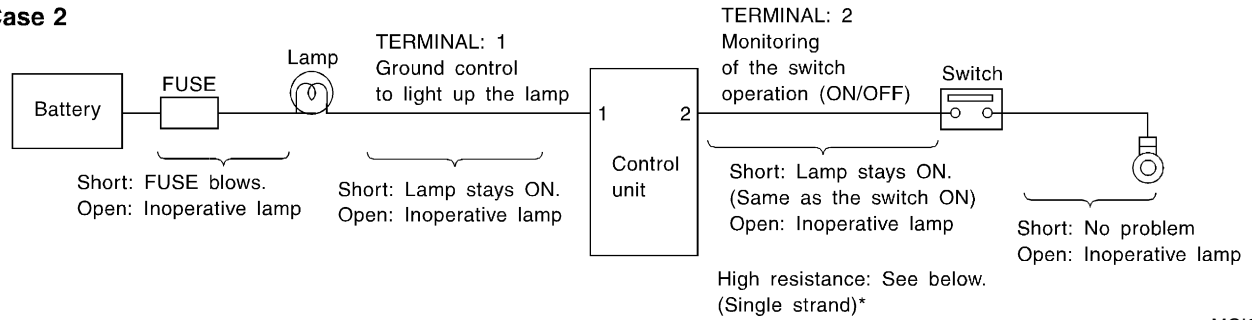 Case 2
TERMINAL: 1
Ground control
to light up the lamp
TERMINAL: 2
Monitoring
of the switch
operation (ON/OFF)
Battery
FUSE
Lamp
1
2
Control
unit
Switch
Short: FUSE blows.
Open: Inoperative lamp
Short: Lamp stays ON.
Open: Inoperative lamp
Short: Lamp stays ON.
(Same as the switch ON)
Open: Inoperative lamp
High resistance: See below.
(Single strand)*
Short: No problem
Open: Inoperative lamp